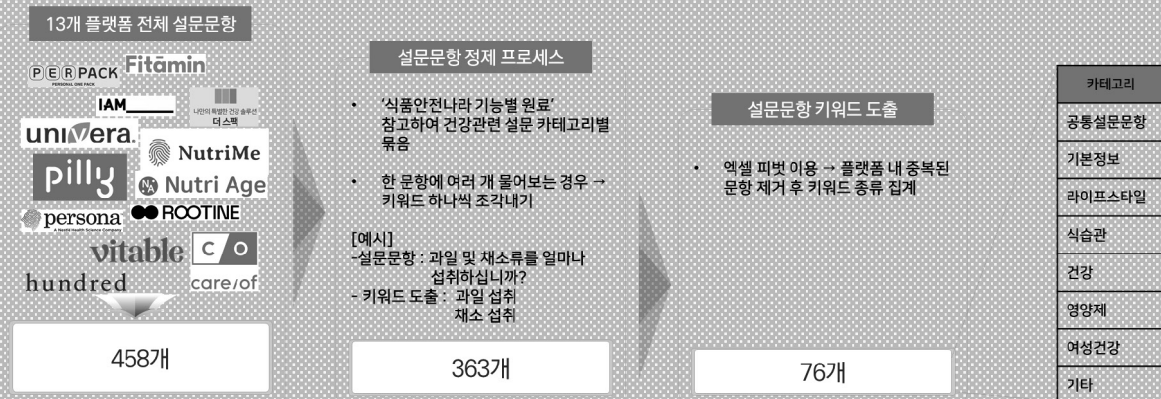 13개 플랫폼 전체 설문문항
PERPACK
PERSONAL ONE PACK
Fitāmin
IAM
나만의 특별한 건강 솔루션
더 스팩
univera.
NutriMe
pilly
NA Nutri Age
persona
A Nestlé Health Science Company
ROOTINE
vitable
C/O
hundred
care/of
458개
설문문항 정제 프로세스
• '식품안전나라 기능별 원료'
참고하여 건강관련 설문 카테고리별
묶음
• 한 문항에 여러 개 물어보는 경우 →
키워드 하나씩 조각내기
[예시]
-설문문항 : 과일 및 채소류를 얼마나
섭취하십니까?
- 키워드 도출 : 과일 섭취
채소 섭취
363개
설문문항 키워드 도출
• 엑셀 피벗 이용 → 플랫폼 내 중복된
문항 제거 후 키워드 종류 집계
76개
카테고리
공통설문문항
기본정보
라이프스타일
식습관
건강
영양제
여성건강
기타